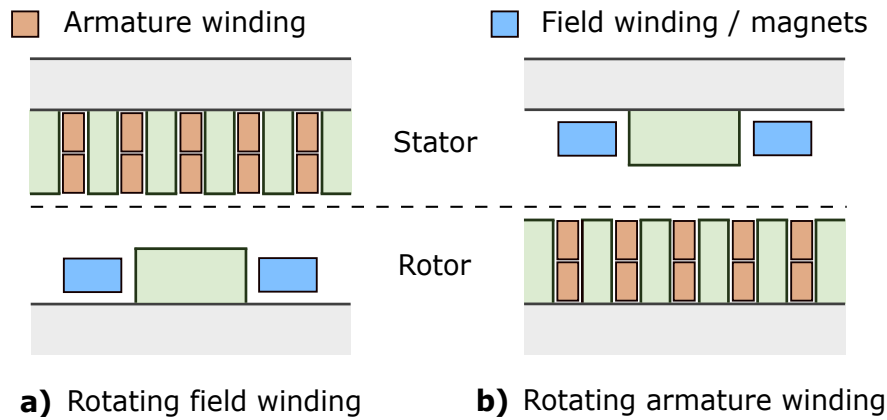 Armature winding
Field winding / magnets
Stator
Rotor
a) Rotating field winding
b) Rotating armature winding